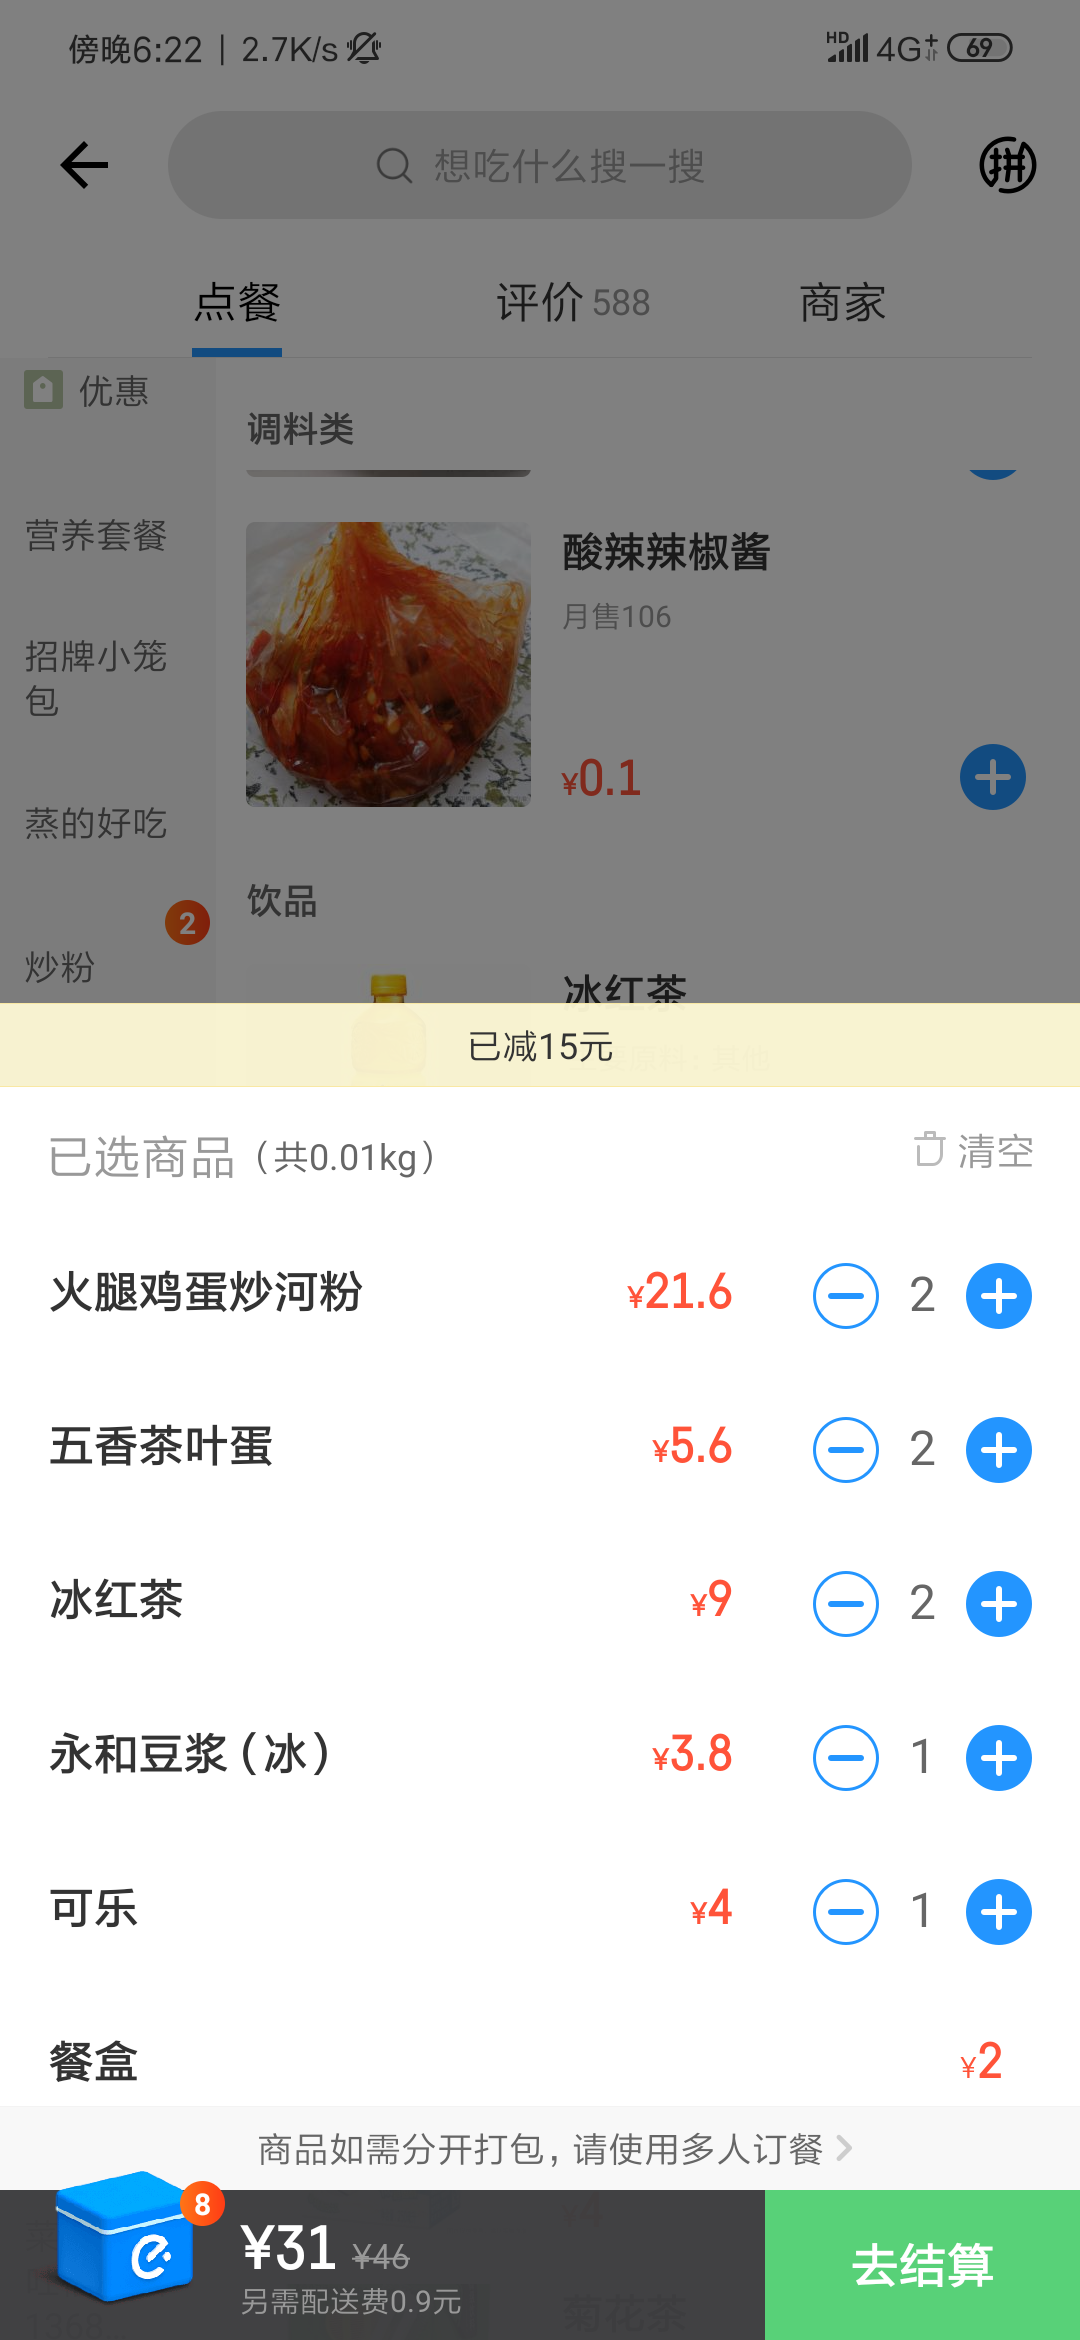 傍晚6:22 | 2.7K/s
HD 4G+ 69
想吃什么搜一搜
拼
点餐 评价 588 商家
优惠
调料类
营养套餐
酸辣辣椒酱
月售106
招牌小笼
包
¥0.1
蒸的好吃
饮品
2
炒粉
冰红茶
已减15元
已选商品（共0.01kg）
清空
火腿鸡蛋炒河粉 ¥21.6 2
五香茶叶蛋 ¥5.6 2
冰红茶 ¥9 2
永和豆浆（冰） ¥3.8 1
可乐 ¥4 1
餐盒 ¥2
商品如需分开打包，请使用多人订餐
8
¥31 ¥46
另需配送费0.9元
去结算
菊花茶